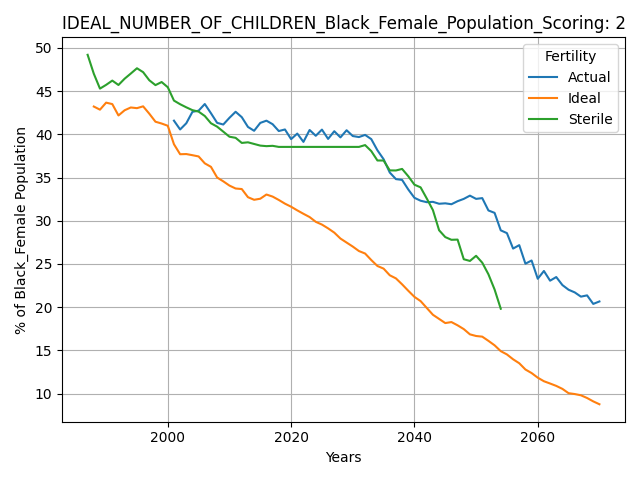 IDEAL_NUMBER_OF_CHILDREN_Black_Female_Population_Scoring: 2
Fertility
Actual
Ideal
Sterile
% of Black_Female Population
50
45
40
35
30
25
20
15
10
2000 2020 2040 2060
Years